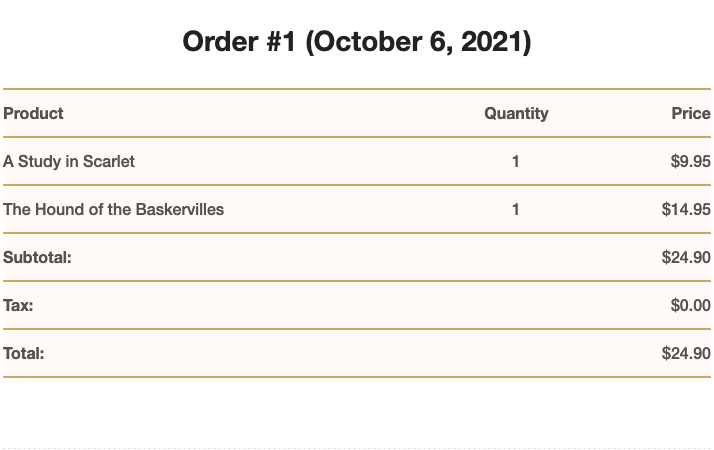 Order #1 (October 6, 2021)
Product Quantity Price
A Study in Scarlet 1 $9.95
The Hound of the Baskervilles 1 $14.95
Subtotal: $24.90
Tax: $0.00
Total: $24.90